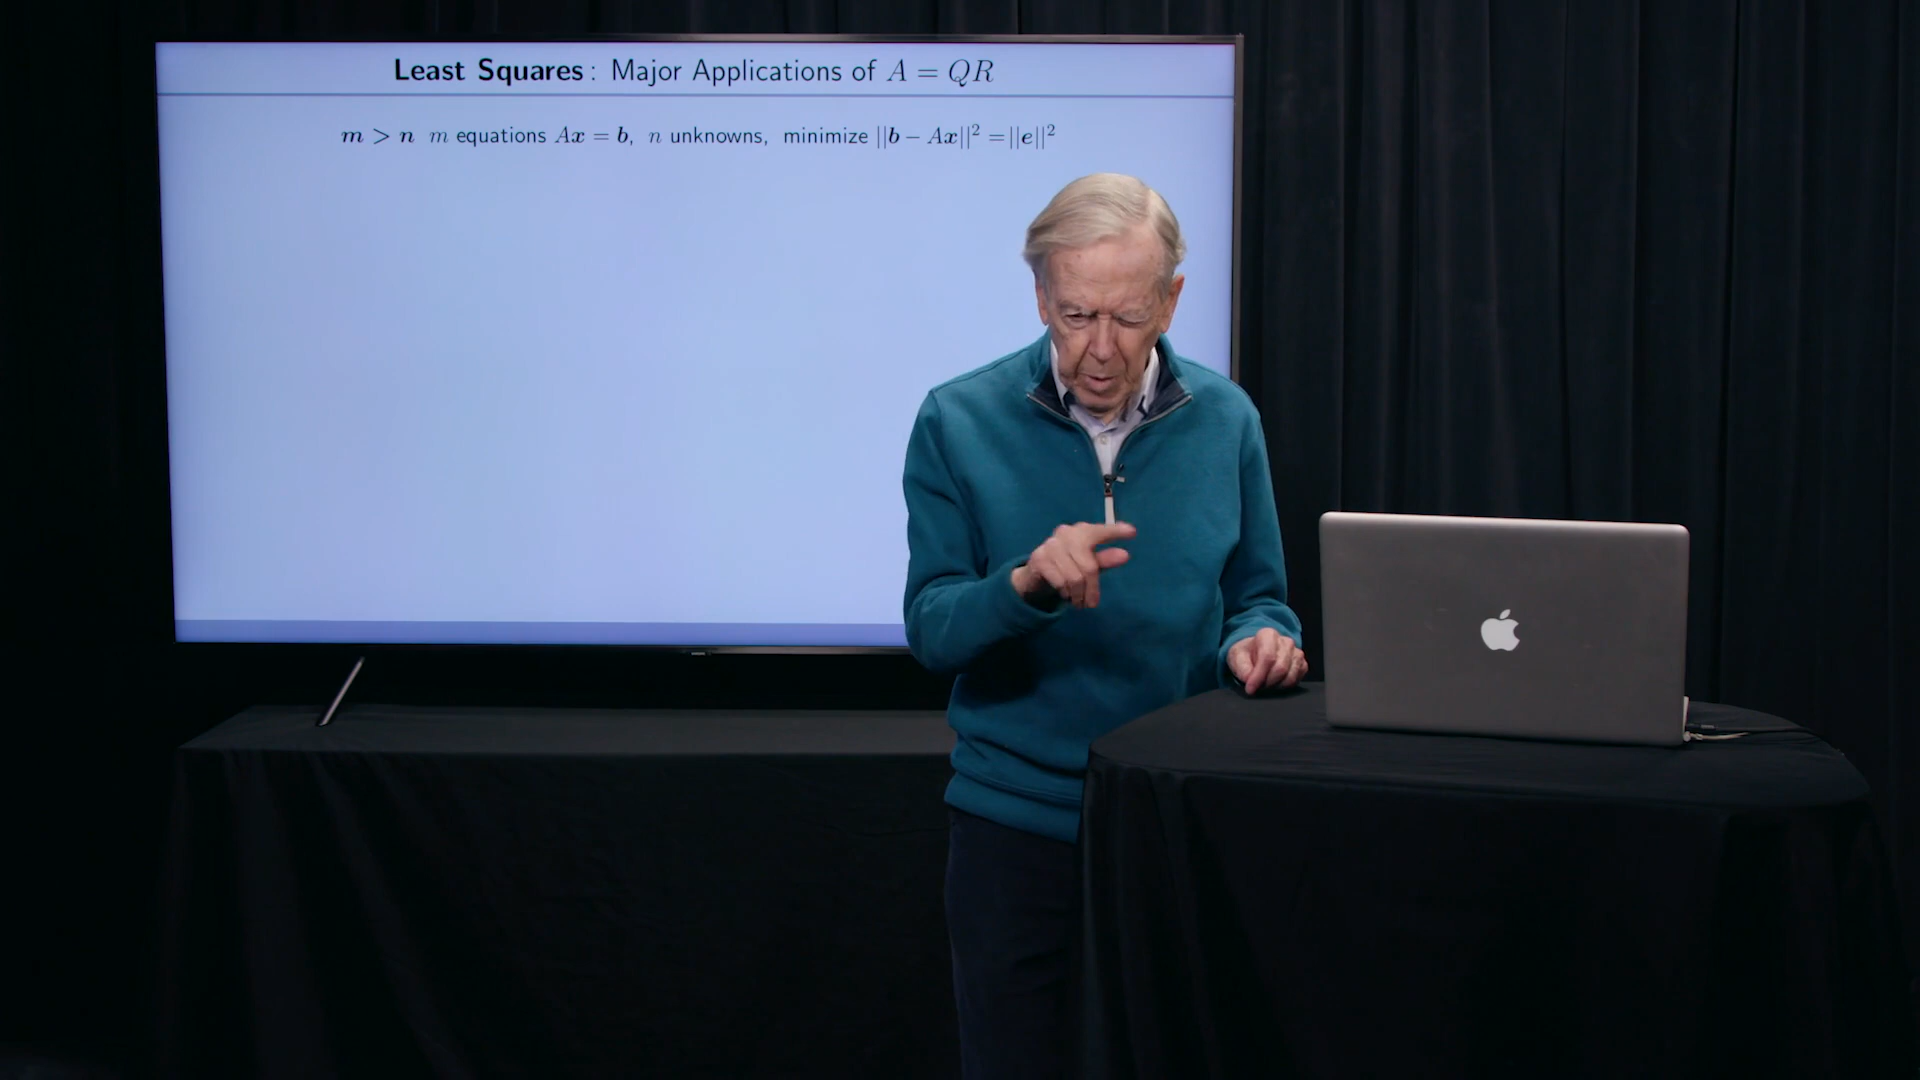 Least Squares : Major Applications of A = QR
m > n m equations Ax = b, n unknowns, minimize ||b − Ax||² = ||e||²